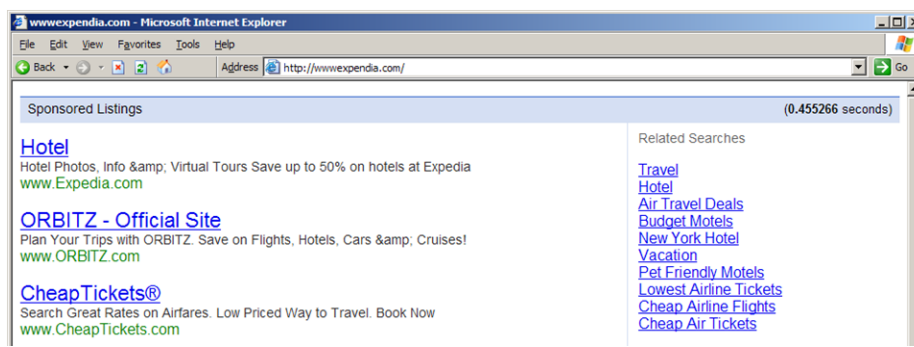 wwwexpendia.com - Microsoft Internet Explorer
File Edit View Favorites Tools Help
Back Address http://wwwexpendia.com/ Go
Sponsored Listings (0.455266 seconds)
Hotel
Hotel Photos, Info &amp; Virtual Tours Save up to 50% on hotels at Expedia
www.Expedia.com
ORBITZ - Official Site
Plan Your Trips with ORBITZ. Save on Flights, Hotels, Cars &amp; Cruises!
www.ORBITZ.com
CheapTickets®
Search Great Rates on Airfares. Low Priced Way to Travel. Book Now
www.CheapTickets.com
Related Searches
Travel
Hotel
Air Travel Deals
Budget Motels
New York Hotel
Vacation
Pet Friendly Motels
Lowest Airline Tickets
Cheap Airline Flights
Cheap Air Tickets